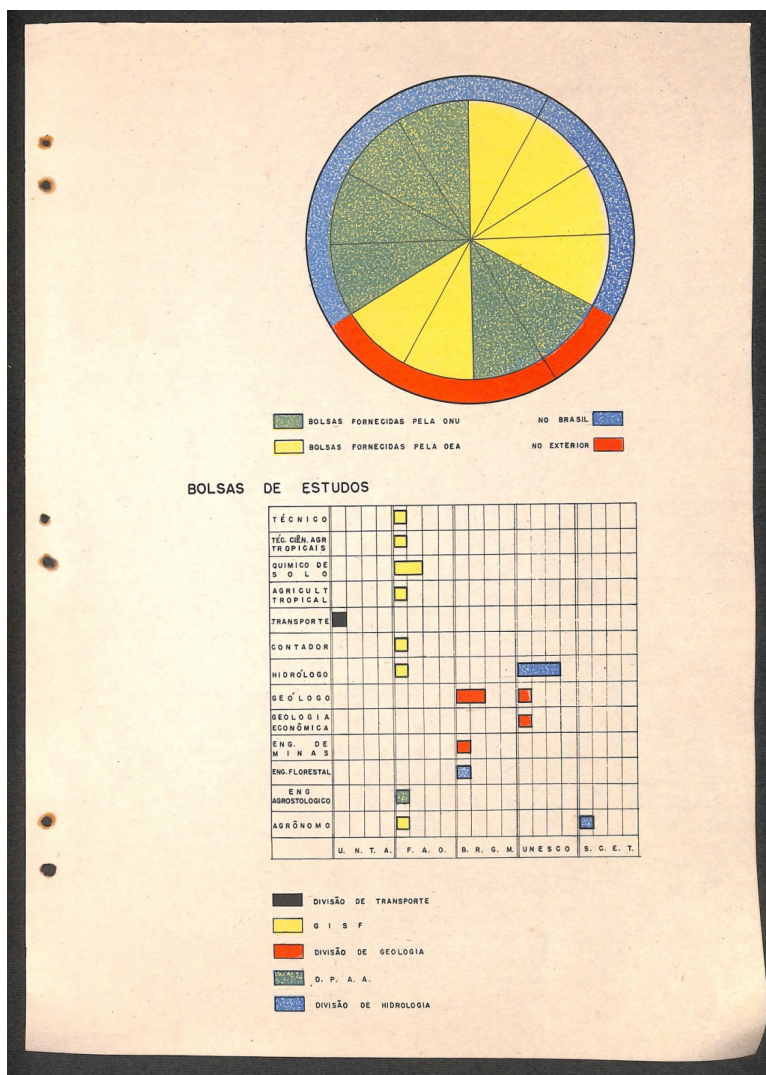 BOLSAS FORNECIDAS PELA ONU
NO BRASIL
BOLSAS FORNECIDAS PELA OEA
NO EXTERIOR
BOLSAS DE ESTUDOS
TÉCNICO
TÉC. CIÊN. AGR
TROPICAIS
QUIMICO DE
SOLO
AGRICULT
TROPICAL
TRANSPORTE
CONTADOR
HIDRÓLOGO
GEÓLOGO
GEOLOGIA
ECONÔMICA
ENG. DE
MINAS
ENG. FLORESTAL
ENG
AGROSTOLOGICO
AGRÔNOMO
U. N. T. A. F. A. O. B. R. G. M. UNESCO S. C. E. T.
DIVISÃO DE TRANSPORTE
G I S F
DIVISÃO DE GEOLOGIA
D. P. A. A.
DIVISÃO DE HIDROLOGIA